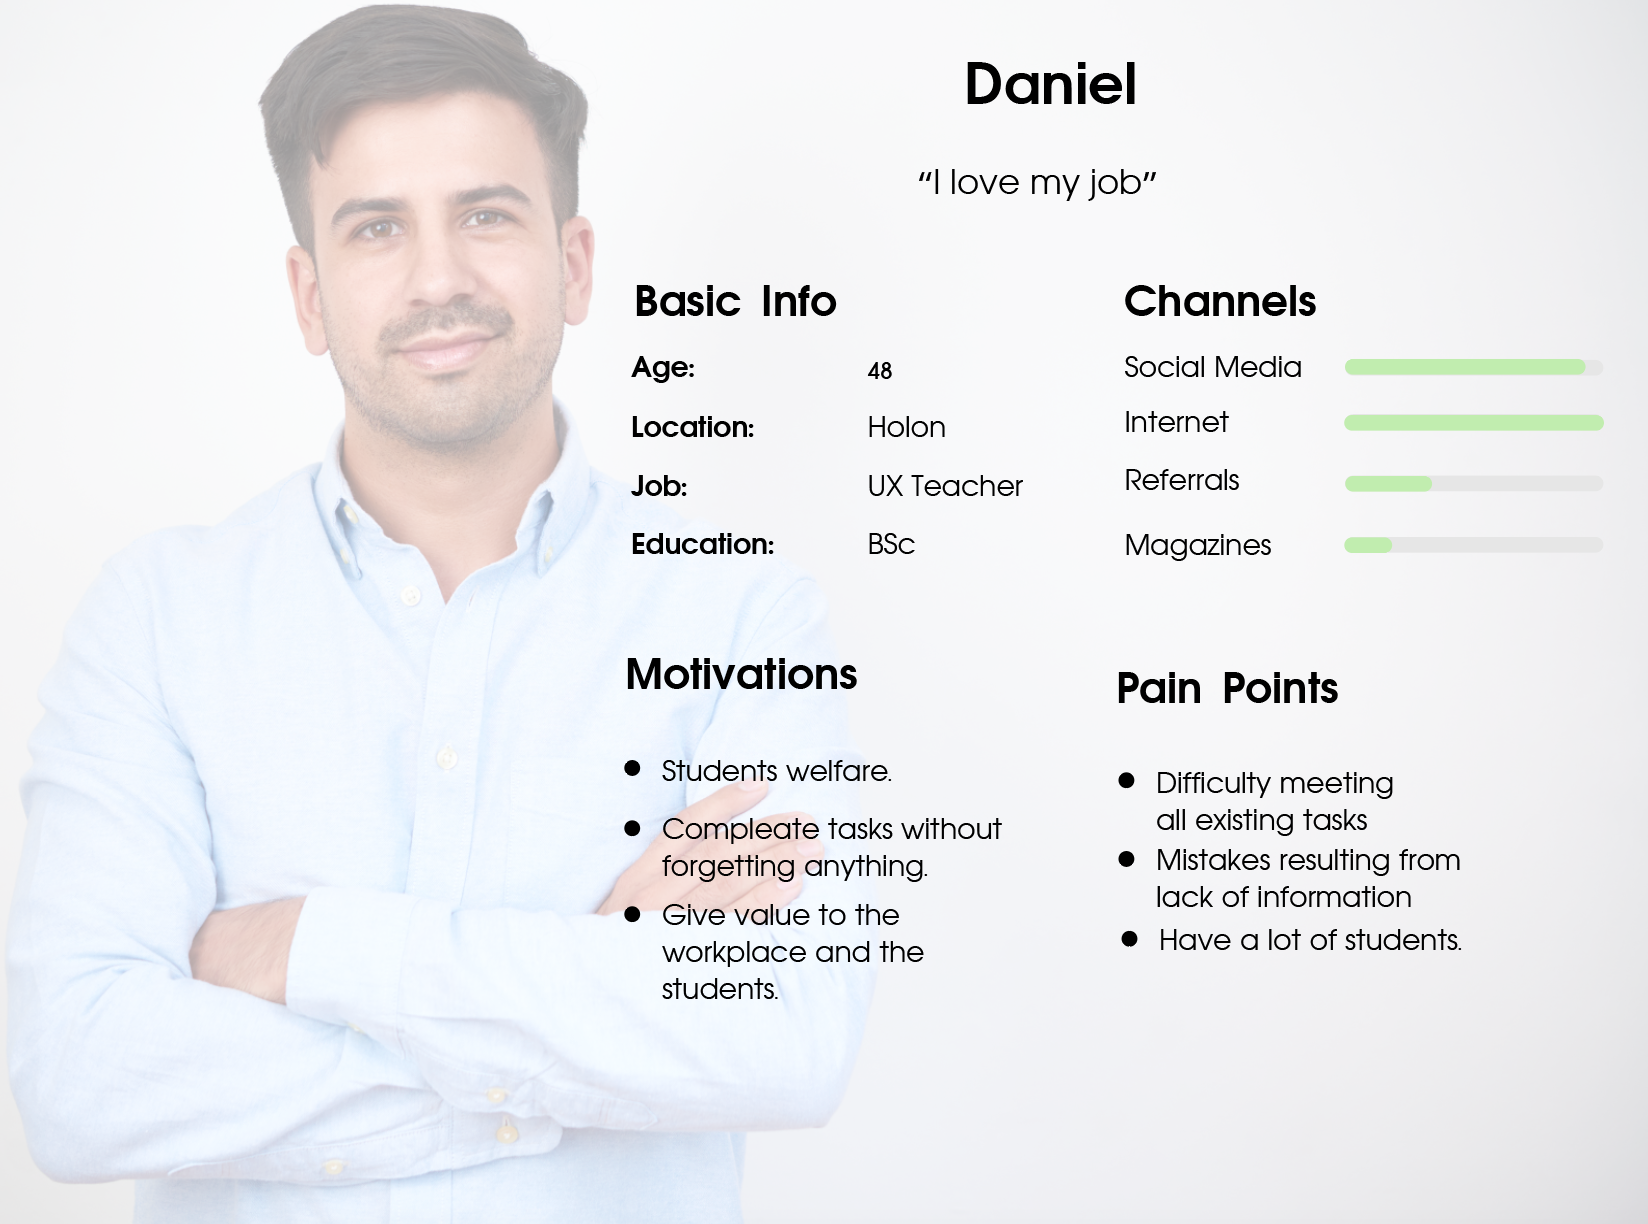 Daniel
“I love my job”
Basic Info
Age: 48
Location: Holon
Job: UX Teacher
Education: BSc
Channels
Social Media
Internet
Referrals
Magazines
Motivations
● Students welfare.
● Compleate tasks without
forgetting anything.
● Give value to the
workplace and the
students.
Pain Points
● Difficulty meeting
all existing tasks
● Mistakes resulting from
lack of information
● Have a lot of students.